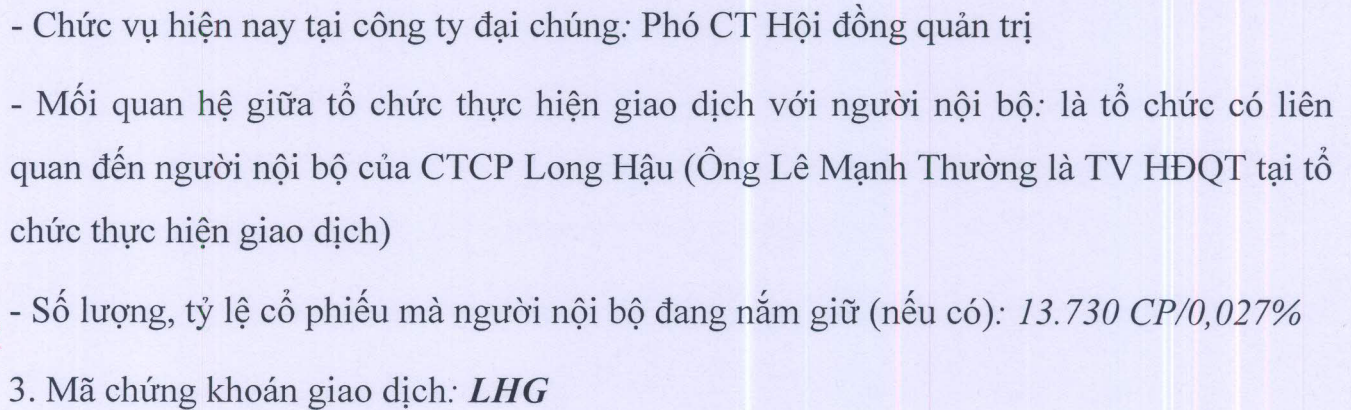 - Chức vụ hiện nay tại công ty đại chúng: Phó CT Hội đồng quản trị
- Mối quan hệ giữa tổ chức thực hiện giao dịch với người nội bộ: là tổ chức có liên
quan đến người nội bộ của CTCP Long Hậu (Ông Lê Mạnh Thường là TV HĐQT tại tổ
chức thực hiện giao dịch)
- Số lượng, tỷ lệ cổ phiếu mà người nội bộ đang nắm giữ (nếu có): 13.730 CP/0,027%
3. Mã chứng khoán giao dịch: LHG